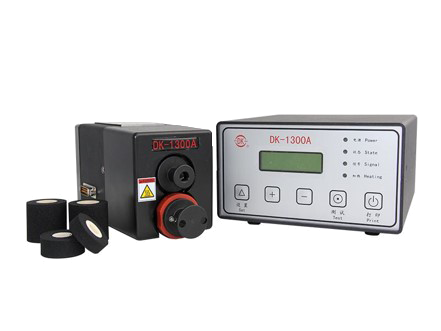 DK-1300A
DK-1300A
电源 Power
状态 State
信号 Signal
加热 Heating
设置
Set
测试
Test
打印
Print